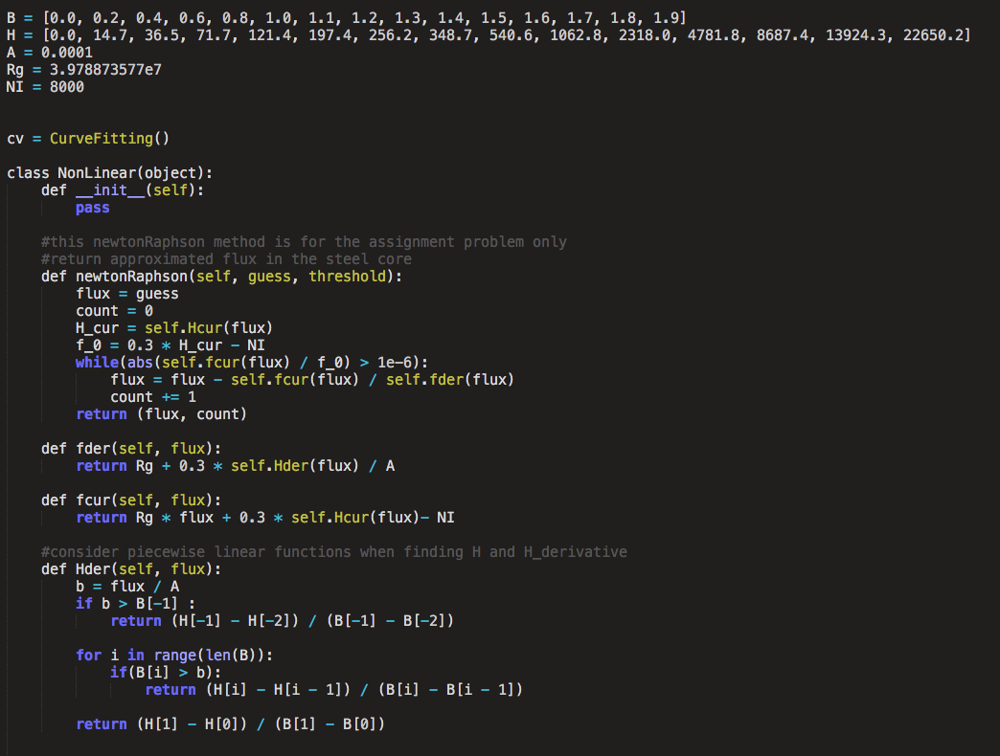 B = [0.0, 0.2, 0.4, 0.6, 0.8, 1.0, 1.1, 1.2, 1.3, 1.4, 1.5, 1.6, 1.7, 1.8, 1.9]
H = [0.0, 14.7, 36.5, 71.7, 121.4, 197.4, 256.2, 348.7, 540.6, 1062.8, 2318.0, 4781.8, 8687.4, 13924.3, 22650.2]
A = 0.0001
Rg = 3.978873577e7
NI = 8000
cv = CurveFitting()
class NonLinear(object):
    def __init__(self):
        pass
    #this newtonRaphson method is for the assignment problem only
    #return approximated flux in the steel core
    def newtonRaphson(self, guess, threshold):
        flux = guess
        count = 0
        H_cur = self.Hcur(flux)
        f_0 = 0.3 * H_cur - NI
        while(abs(self.fcur(flux) / f_0) > 1e-6):
            flux = flux - self.fcur(flux) / self.fder(flux)
            count += 1
        return (flux, count)
    def fder(self, flux):
        return Rg + 0.3 * self.Hder(flux) / A
    def fcur(self, flux):
        return Rg * flux + 0.3 * self.Hcur(flux)- NI
    #consider piecewise linear functions when finding H and H_derivative
    def Hder(self, flux):
        b = flux / A
        if b > B[-1] :
            return (H[-1] - H[-2]) / (B[-1] - B[-2])
        for i in range(len(B)):
            if(B[i] > b):
                return (H[i] - H[i - 1]) / (B[i] - B[i - 1])
        return (H[1] - H[0]) / (B[1] - B[0])